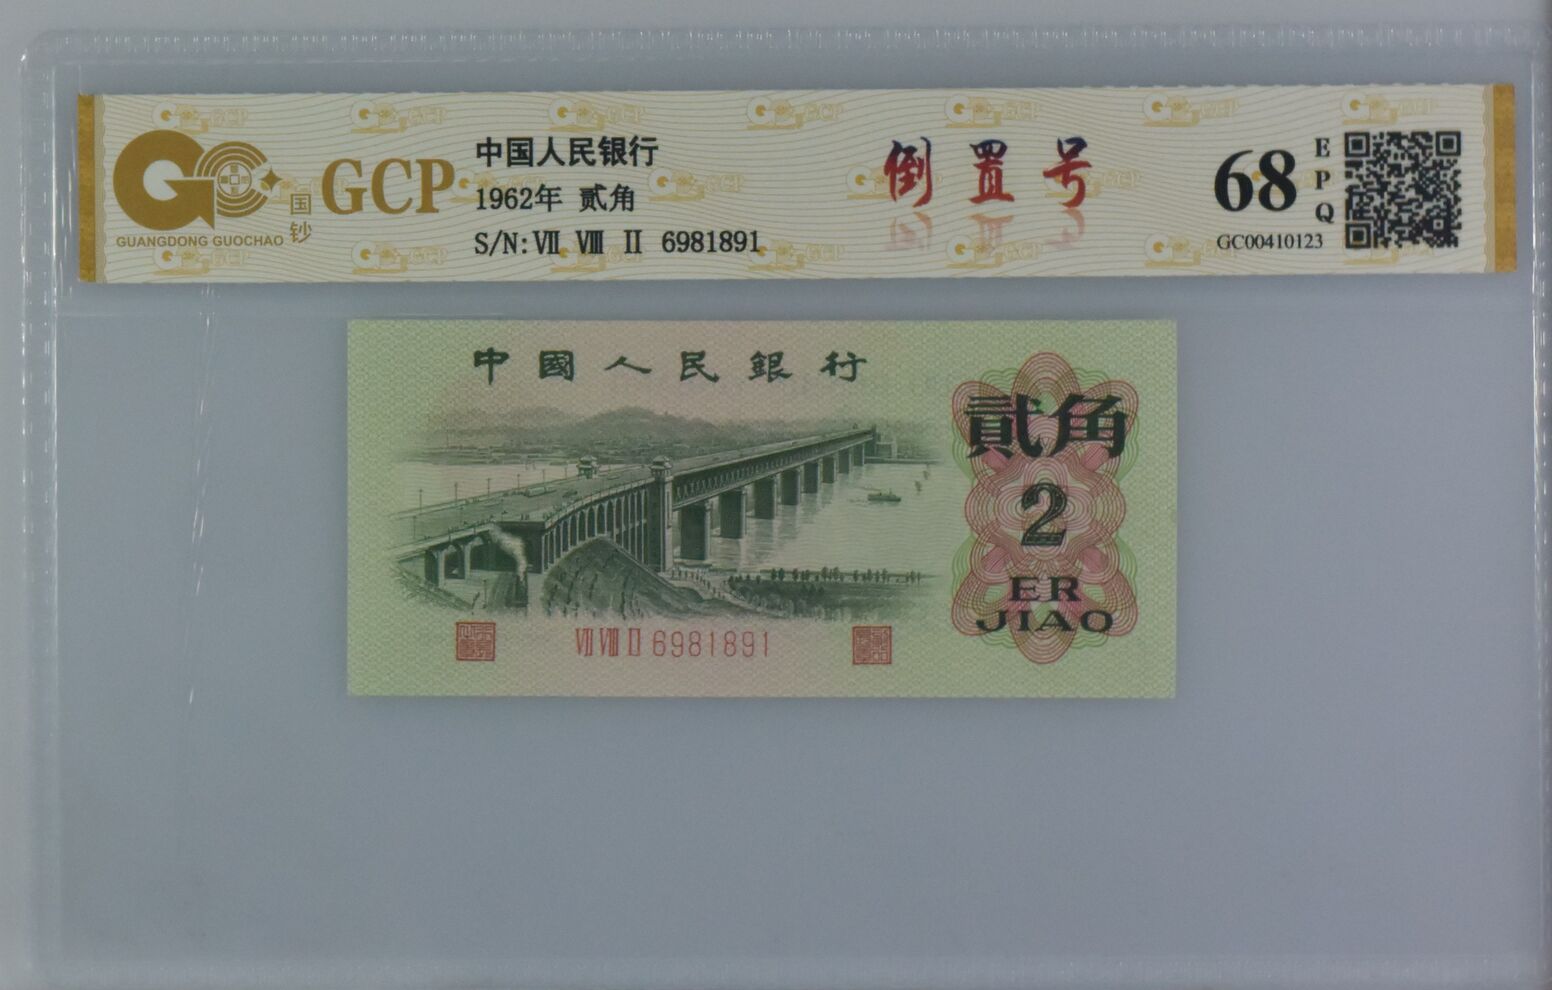 GCP
国钞
GUANGDONG GUOCHAO
中国人民银行
1962年 贰角
S/N: Ⅶ Ⅷ Ⅱ 6981891
倒置号
68
EPQ
GC00410123
中國人民銀行
貳角
2
ER
JIAO
Ⅶ Ⅷ Ⅱ 6981891